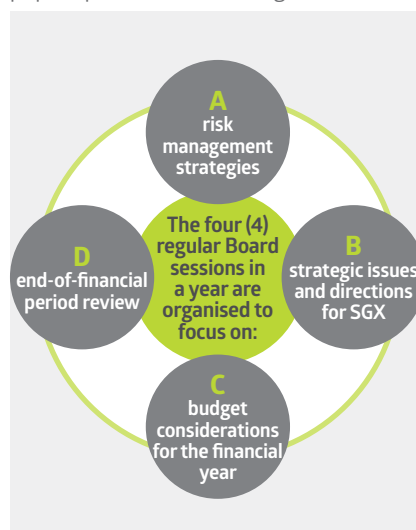 A
risk
management
strategies
The four (4)
regular Board
sessions in
a year are
organised to
focus on:
B
strategic issues
and directions
for SGX
C
budget
considerations
for the financial
year
D
end-of-financial
period review